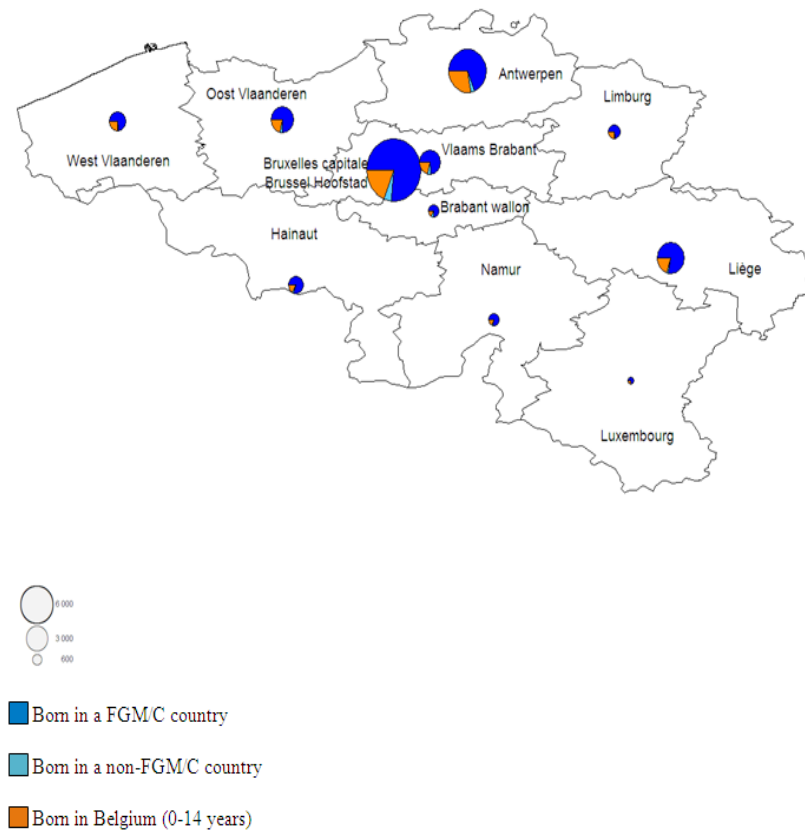 Antwerpen
Oost Vlaanderen
Limburg
West Vlaanderen
Vlaams Brabant
Bruxelles capitale
Brussel Hoofstad
Brabant wallon
Hainaut
Namur
Liège
Luxembourg
6 000
3 000
600
Born in a FGM/C country
Born in a non-FGM/C country
Born in Belgium (0-14 years)